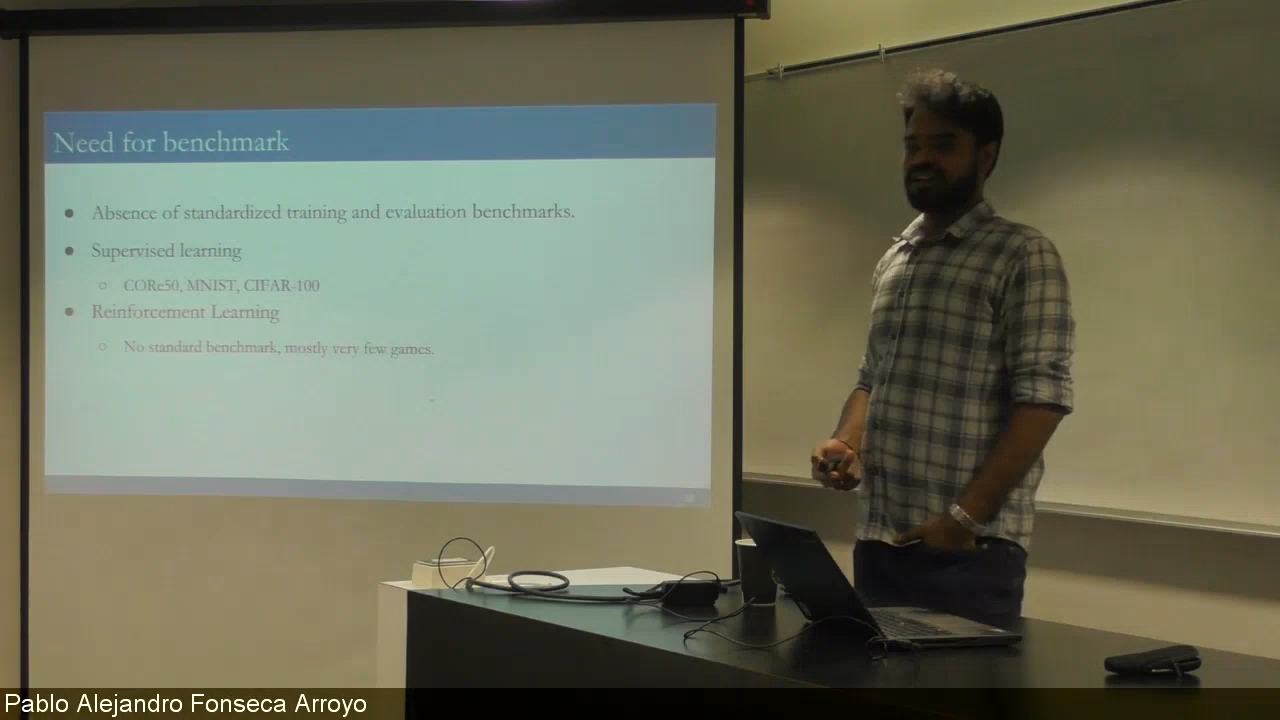 Need for benchmark
● Absence of standardized training and evaluation benchmarks.
● Supervised learning
○ CORe50, MNIST, CIFAR-100
● Reinforcement Learning
○ No standard benchmark, mostly very few games.
Pablo Alejandro Fonseca Arroyo